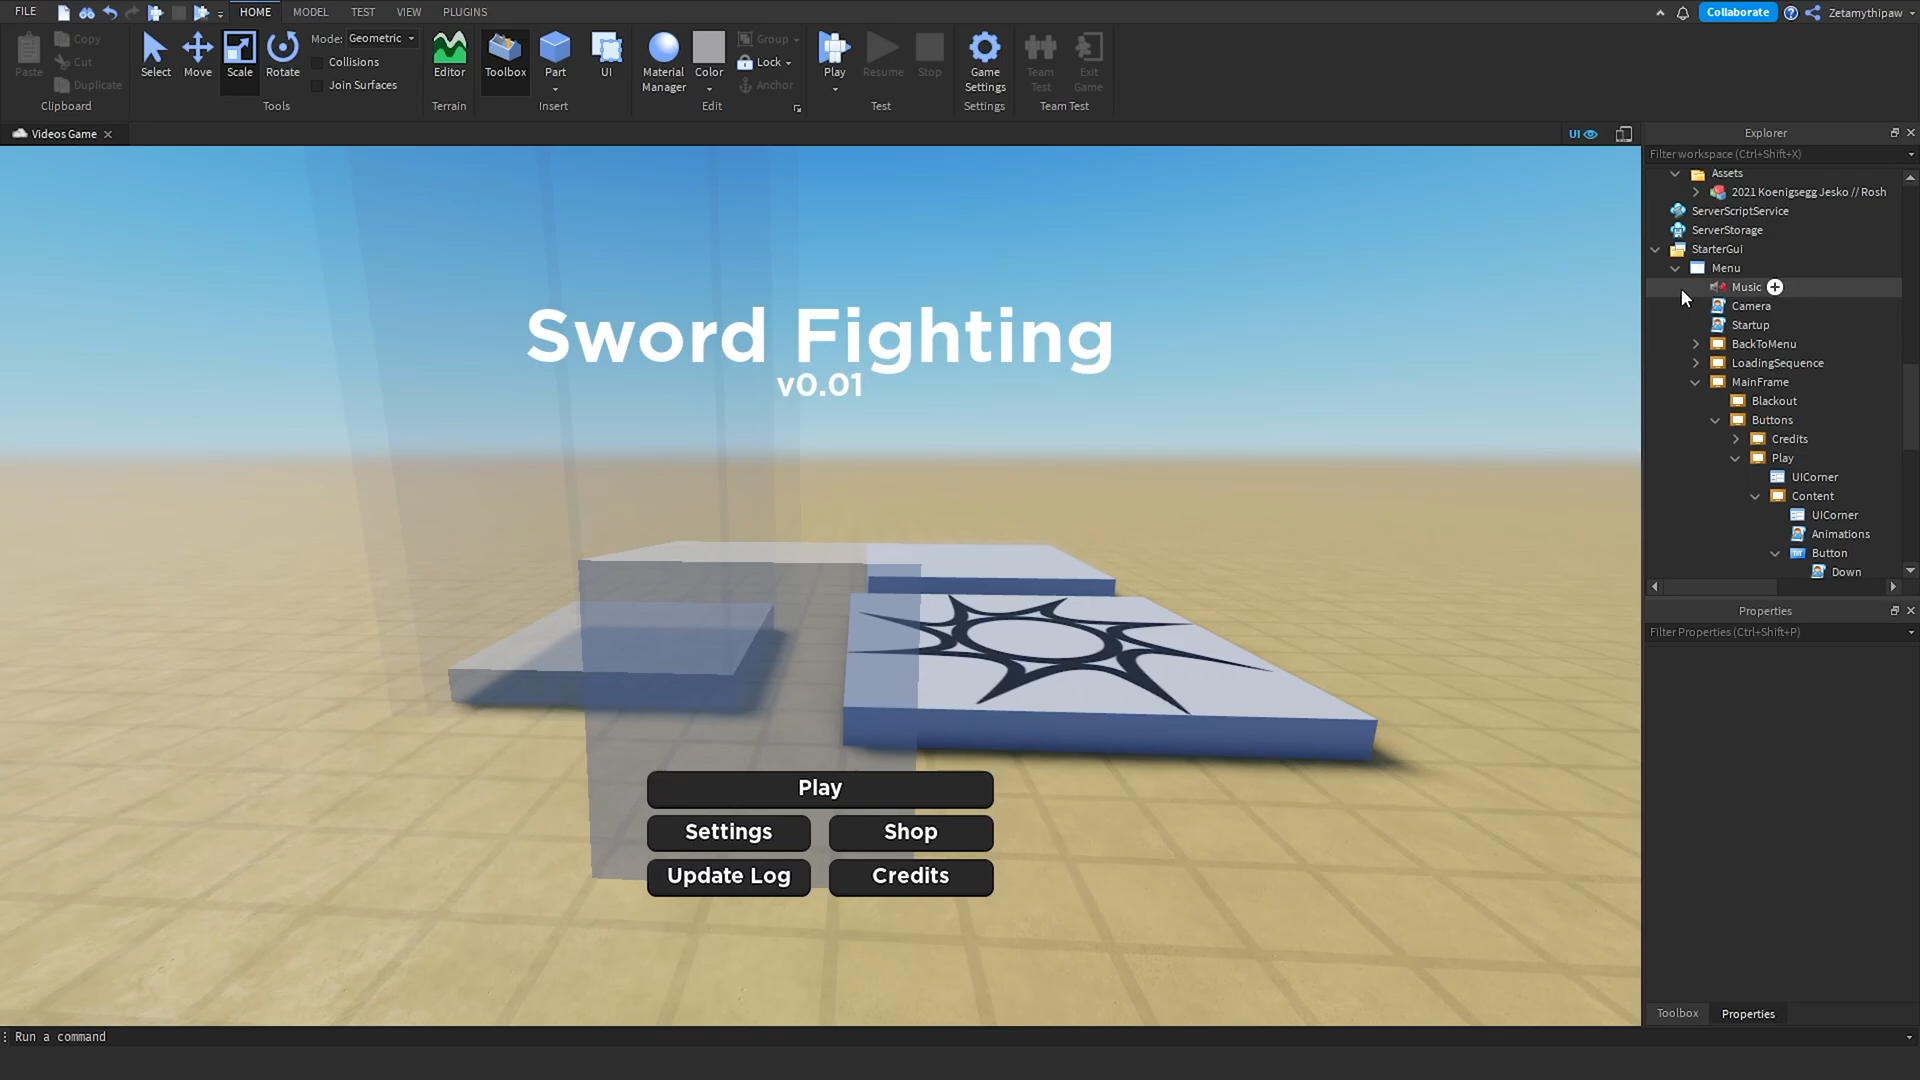 FILE HOME MODEL TEST VIEW PLUGINS Collaborate Zetamythipaw
Copy Mode: Geometric Group
Cut Collisions Lock
Duplicate Join Surfaces Anchor
Paste Select Move Scale Rotate Editor Toolbox Part UI Material Manager Color Play Resume Stop Game Settings Team Test Exit Game
Clipboard Tools Terrain Insert Edit Test Settings Team Test
Videos Game UI Explorer
Filter workspace (Ctrl+Shift+X)
Assets
2021 Koenigsegg Jesko // Rosh
ServerScriptService
ServerStorage
StarterGui
Menu
Music
Camera
Startup
BackToMenu
LoadingSequence
MainFrame
Blackout
Buttons
Credits
Play
UICorner
Content
UICorner
Animations
Button
Down
Properties
Filter Properties (Ctrl+Shift+P)
Sword Fighting
v0.01
Play
Settings Shop
Update Log Credits
Toolbox Properties
Run a command